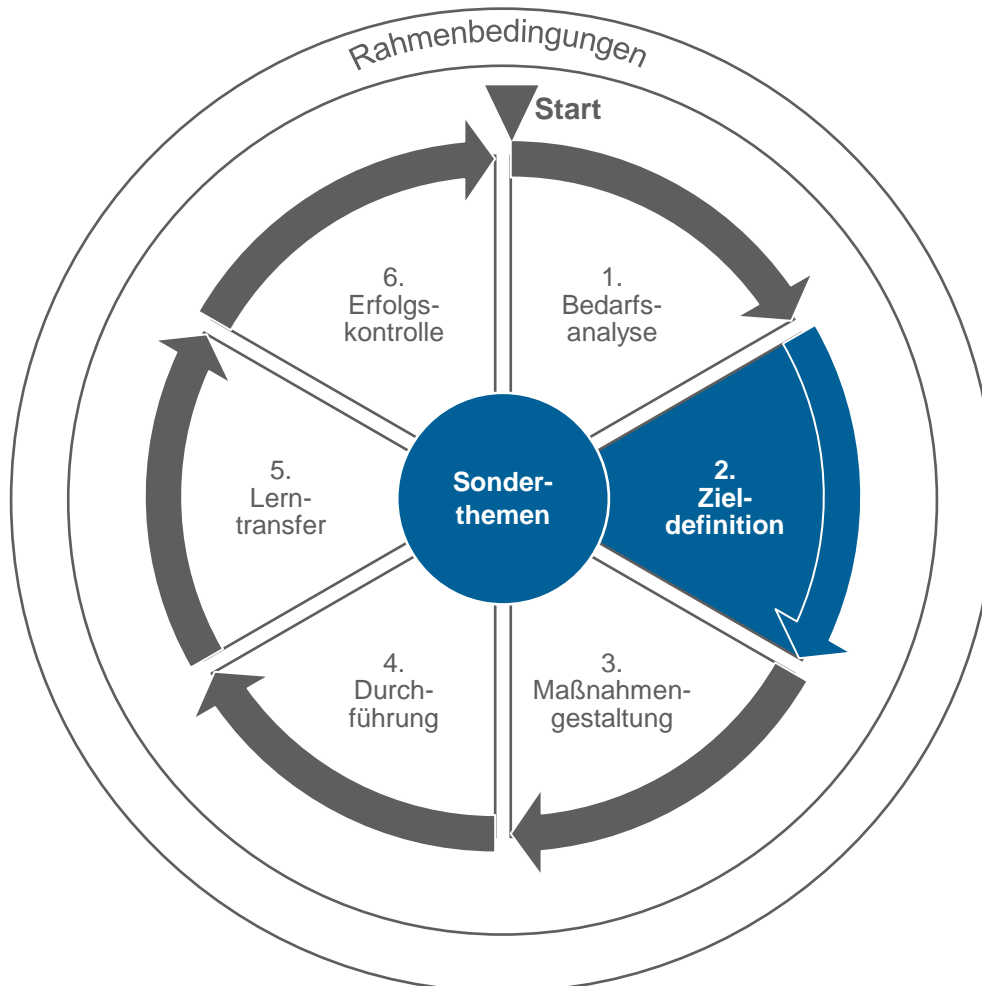 Rahmenbedingungen
Start
1.
Bedarfs-
analyse
2.
Ziel-
definition
3.
Maßnahmen-
gestaltung
4.
Durch-
führung
5.
Lern-
transfer
6.
Erfolgs-
kontrolle
Sonder-
themen